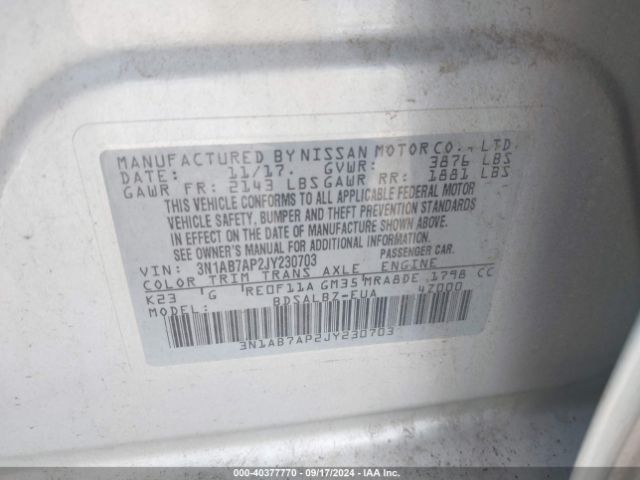 MANUFACTURED BY NISSAN MOTOR CO., LTD.
DATE: 11/17. GVWR: 3876 LBS
GAWR FR: 2143 LBS GAWR RR: 1881 LBS
THIS VEHICLE CONFORMS TO ALL APPLICABLE FEDERAL MOTOR
VEHICLE SAFETY, BUMPER AND THEFT PREVENTION STANDARDS
IN EFFECT ON THE DATE OF MANUFACTURE SHOWN ABOVE.
SEE OWNER'S MANUAL FOR ADDITIONAL INFORMATION.
VIN: 3N1AB7AP2JY230703 PASSENGER CAR.
COLOR TRIM TRANS AXLE ENGINE
K23 G RE0F11A GM35 MRA8DE 1798 CC
MODEL: BDSALBZ-EUA 4Z000
3N1AB7AP2JY230703
000-40377770 - 09/17/2024 - IAA Inc.